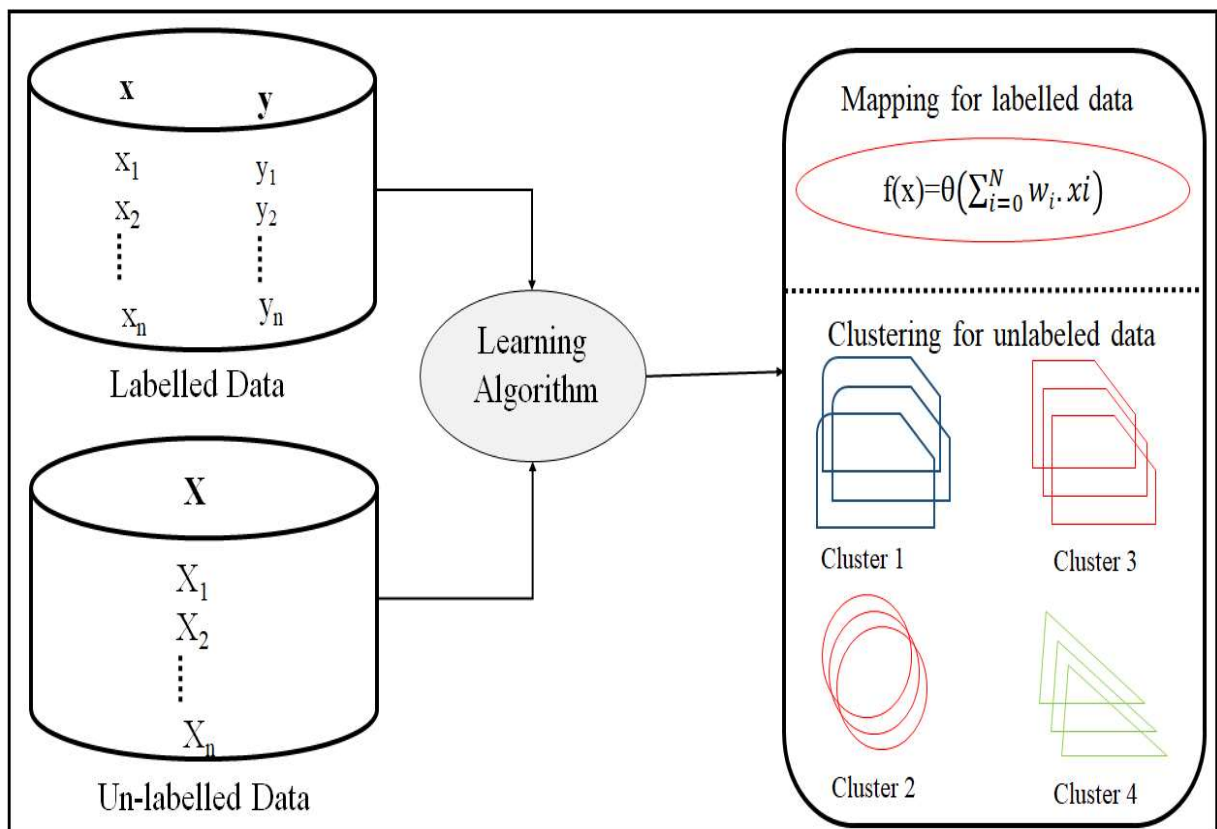 x y
x₁ y₁
x₂ y₂
xₙ yₙ
Labelled Data
X
X₁
X₂
Xₙ
Un-labelled Data
Learning
Algorithm
Mapping for labelled data
f(x)=θ(∑ᵢ₌₀ᴺ wᵢ. xi)
Clustering for unlabeled data
Cluster 1 Cluster 3
Cluster 2 Cluster 4